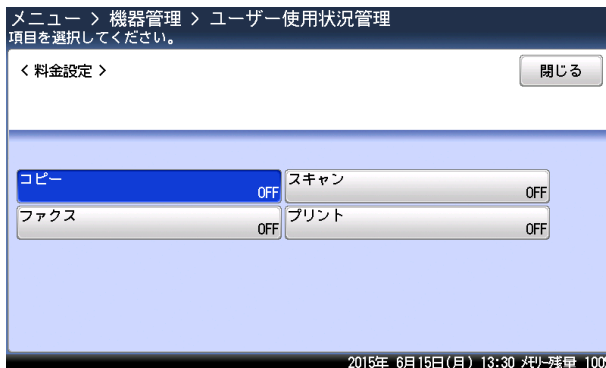 メニュー > 機器管理 > ユーザー使用状況管理
項目を選択してください。
< 料金設定 >
閉じる
コピー
OFF
スキャン
OFF
ファクス
OFF
プリント
OFF
2015年 6月15日(月) 13:30 ﾒﾓﾘｰ残量 100%